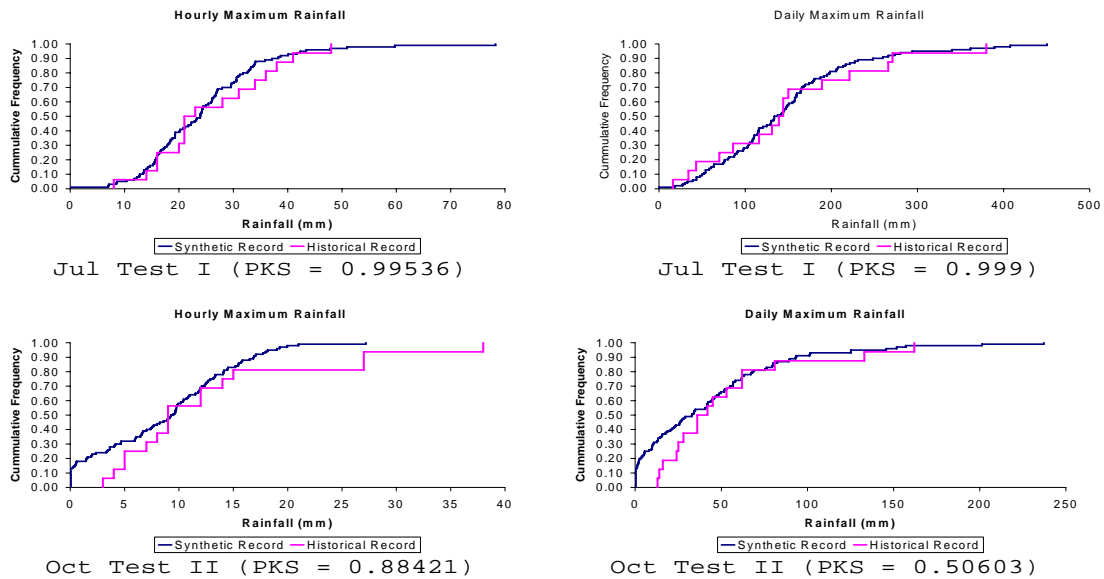 Hourly Maximum Rainfall
Cummulative Frequency
1.00
0.90
0.80
0.70
0.60
0.50
0.40
0.30
0.20
0.10
0.00
0 10 20 30 40 50 60 70 80
Rainfall (mm)
Synthetic Record Historical Record
Jul Test I (PKS = 0.99536)
Daily Maximum Rainfall
Cummulative Frequency
1.00
0.90
0.80
0.70
0.60
0.50
0.40
0.30
0.20
0.10
0.00
0 100 200 300 400 500
Rainfall (mm)
Synthetic Record Historical Record
Jul Test I (PKS = 0.999)
Hourly Maximum Rainfall
Cummulative Frequency
1.00
0.90
0.80
0.70
0.60
0.50
0.40
0.30
0.20
0.10
0.00
0 5 10 15 20 25 30 35 40
Rainfall (mm)
Synthetic Record Historical Record
Oct Test II (PKS = 0.88421)
Daily Maximum Rainfall
Cummulative Frequency
1.00
0.90
0.80
0.70
0.60
0.50
0.40
0.30
0.20
0.10
0.00
0 50 100 150 200 250
Rainfall (mm)
Synthetic Record Historical Record
Oct Test II (PKS = 0.50603)